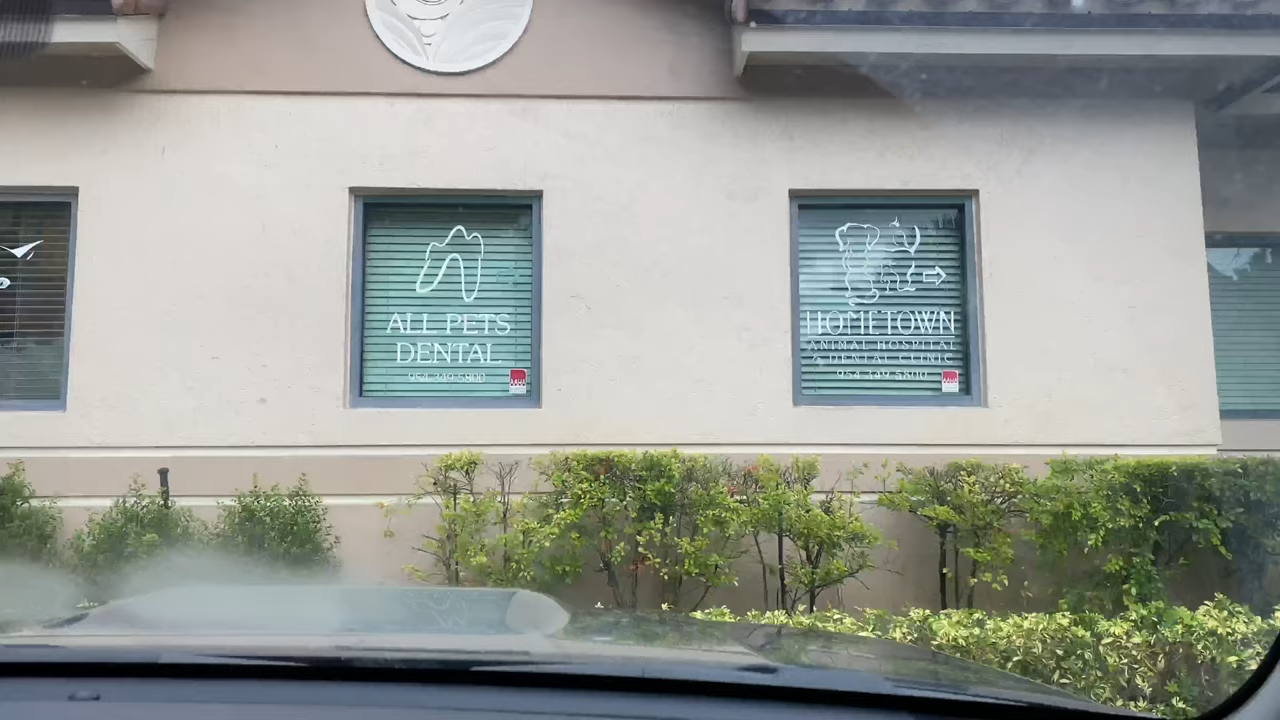 ALL PETS
DENTAL
954.349.5800
HOMETOWN
ANIMAL HOSPITAL
& DENTAL CLINIC
954.349.5800